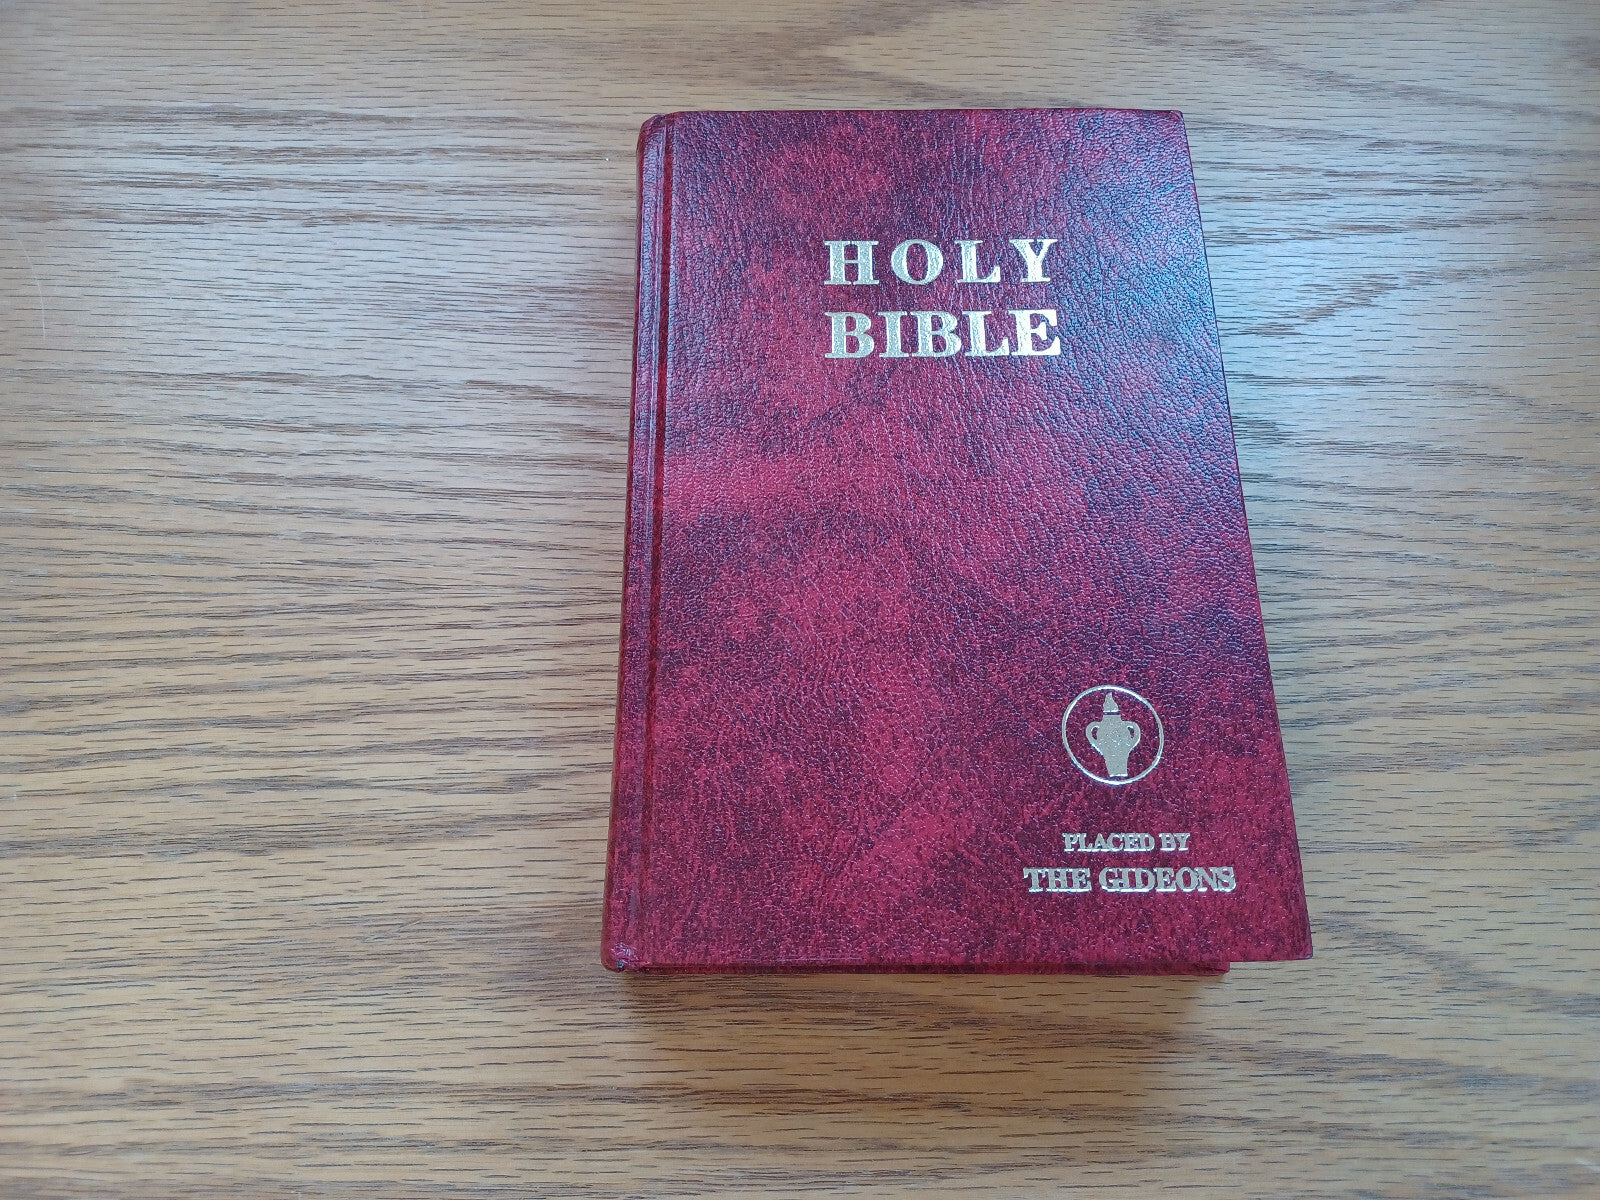 HOLY
BIBLE
PLACED BY
THE GIDEONS